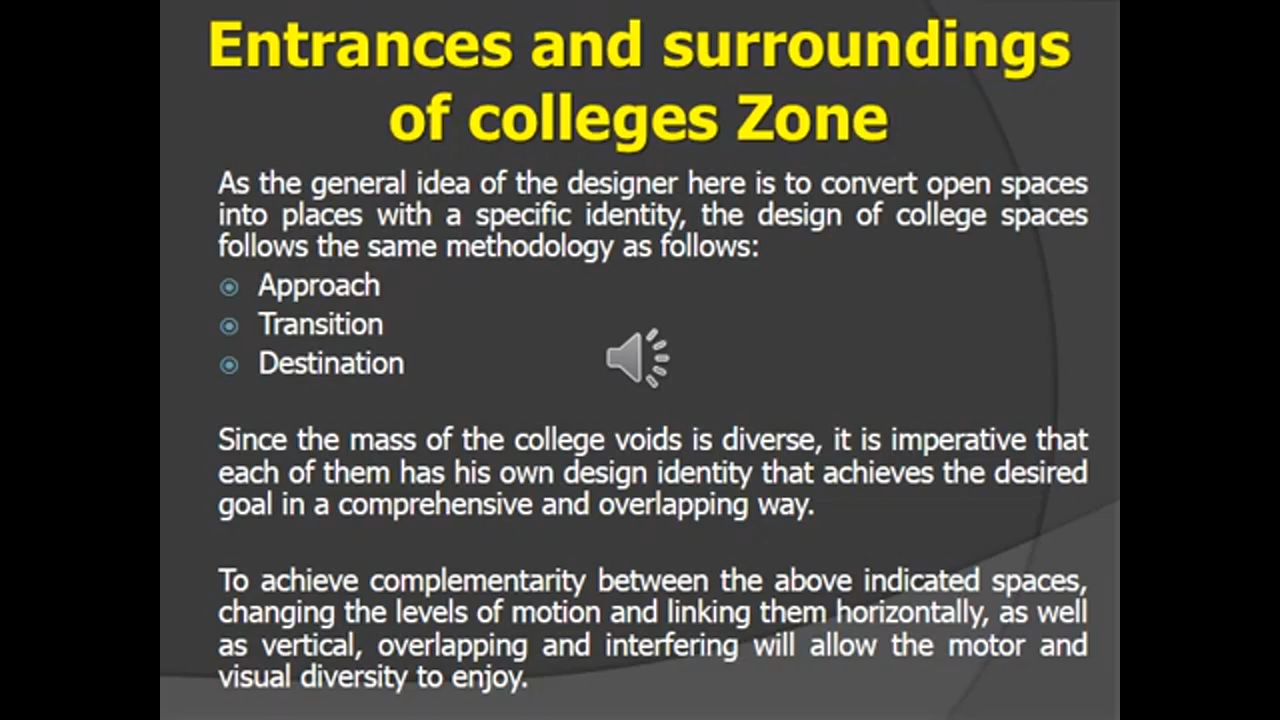 Entrances and surroundings
of colleges Zone
As the general idea of the designer here is to convert open spaces
into places with a specific identity, the design of college spaces
follows the same methodology as follows:
Approach
Transition
Destination
Since the mass of the college voids is diverse, it is imperative that
each of them has his own design identity that achieves the desired
goal in a comprehensive and overlapping way.
To achieve complementarity between the above indicated spaces,
changing the levels of motion and linking them horizontally, as well
as vertical, overlapping and interfering will allow the motor and
visual diversity to enjoy.